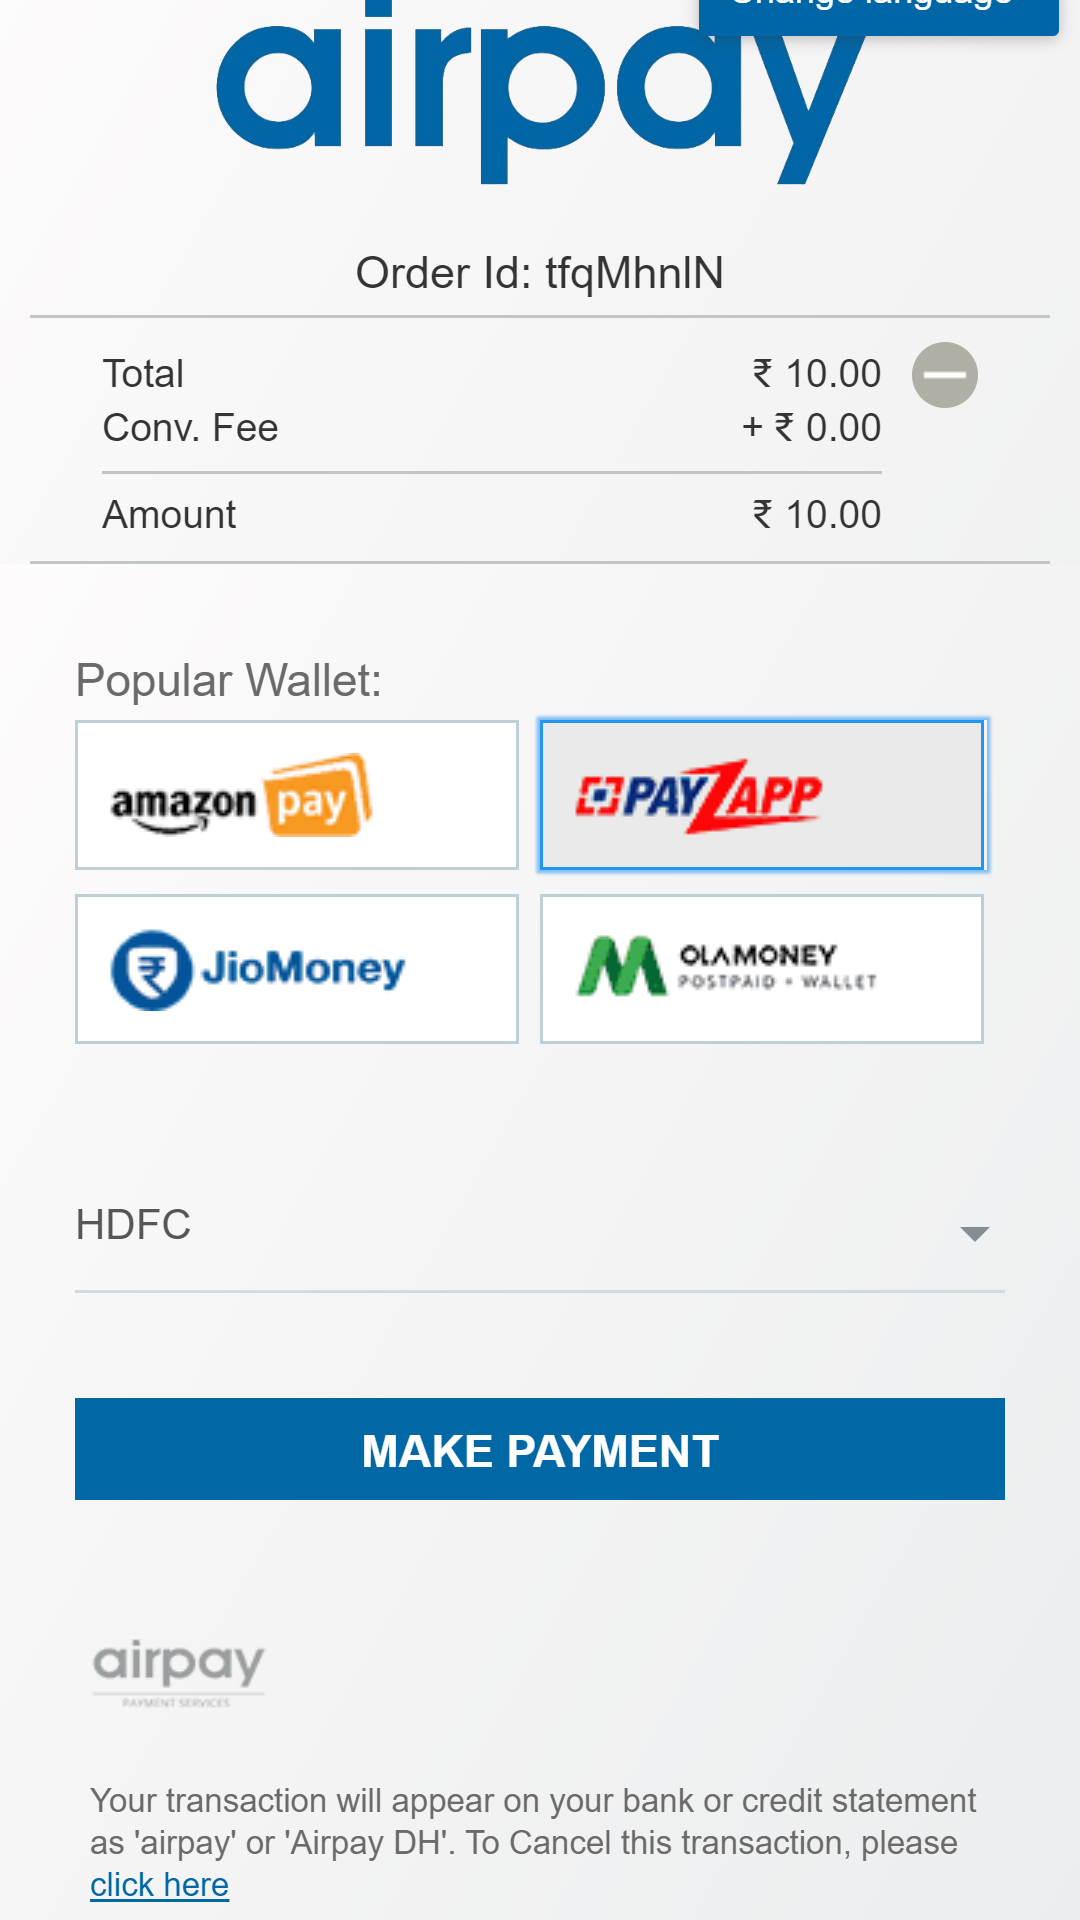 Change language
airpay
Order Id: tfqMhnIN
Total ₹ 10.00
Conv. Fee + ₹ 0.00
Amount ₹ 10.00
Popular Wallet:
amazon pay
PAYZAPP
JioMoney
OLAMONEY
POSTPAID + WALLET
HDFC
MAKE PAYMENT
airpay
PAYMENT SERVICES
Your transaction will appear on your bank or credit statement
as 'airpay' or 'Airpay DH'. To Cancel this transaction, please
click here